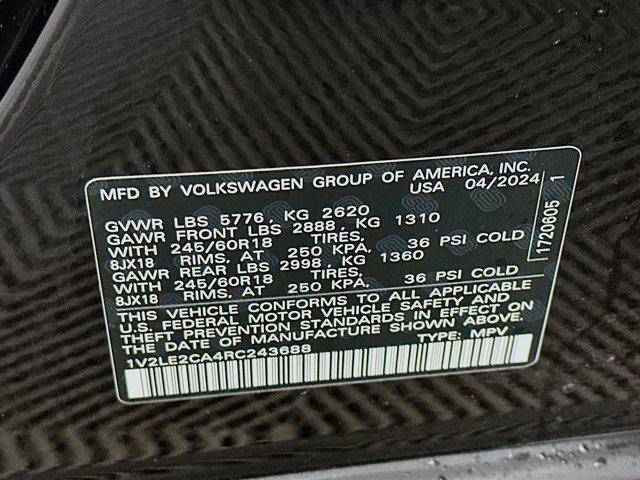 MFD BY VOLKSWAGEN GROUP OF AMERICA, INC.
USA 04/2024
GVWR LBS 5776, KG 2620
GAWR FRONT LBS 2888, KG 1310
WITH 245/60R18 TIRES,
8JX18 RIMS, AT 250 KPA, 36 PSI COLD
GAWR REAR LBS 2998, KG 1360
WITH 245/60R18 TIRES,
8JX18 RIMS, AT 250 KPA, 36 PSI COLD
THIS VEHICLE CONFORMS TO ALL APPLICABLE
U.S. FEDERAL MOTOR VEHICLE SAFETY AND
THEFT PREVENTION STANDARDS IN EFFECT ON
THE DATE OF MANUFACTURE SHOWN ABOVE.
1V2LE2CA4RC243688 TYPE: MPV
1720605 1